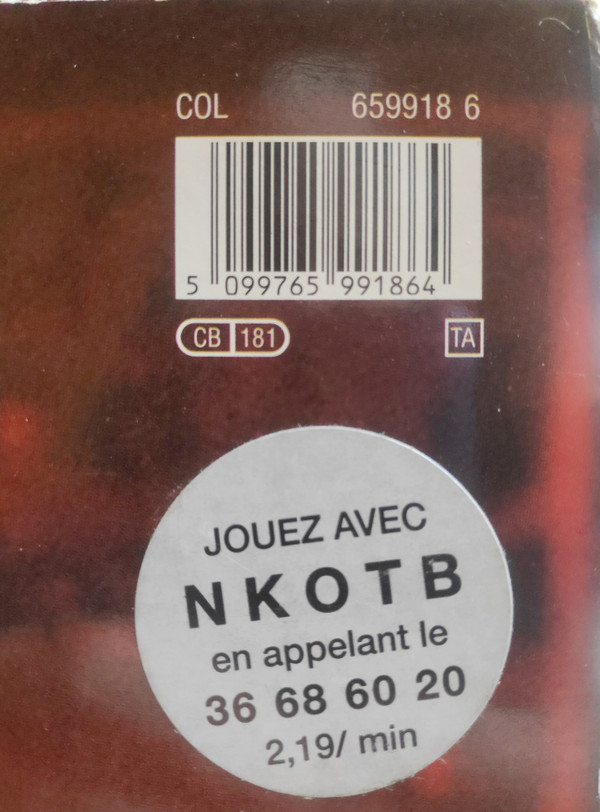 COL 659918 6
5 099765 991864
CB 181 TA
JOUEZ AVEC
NKOTB
en appelant le
36 68 60 20
2,19/ min